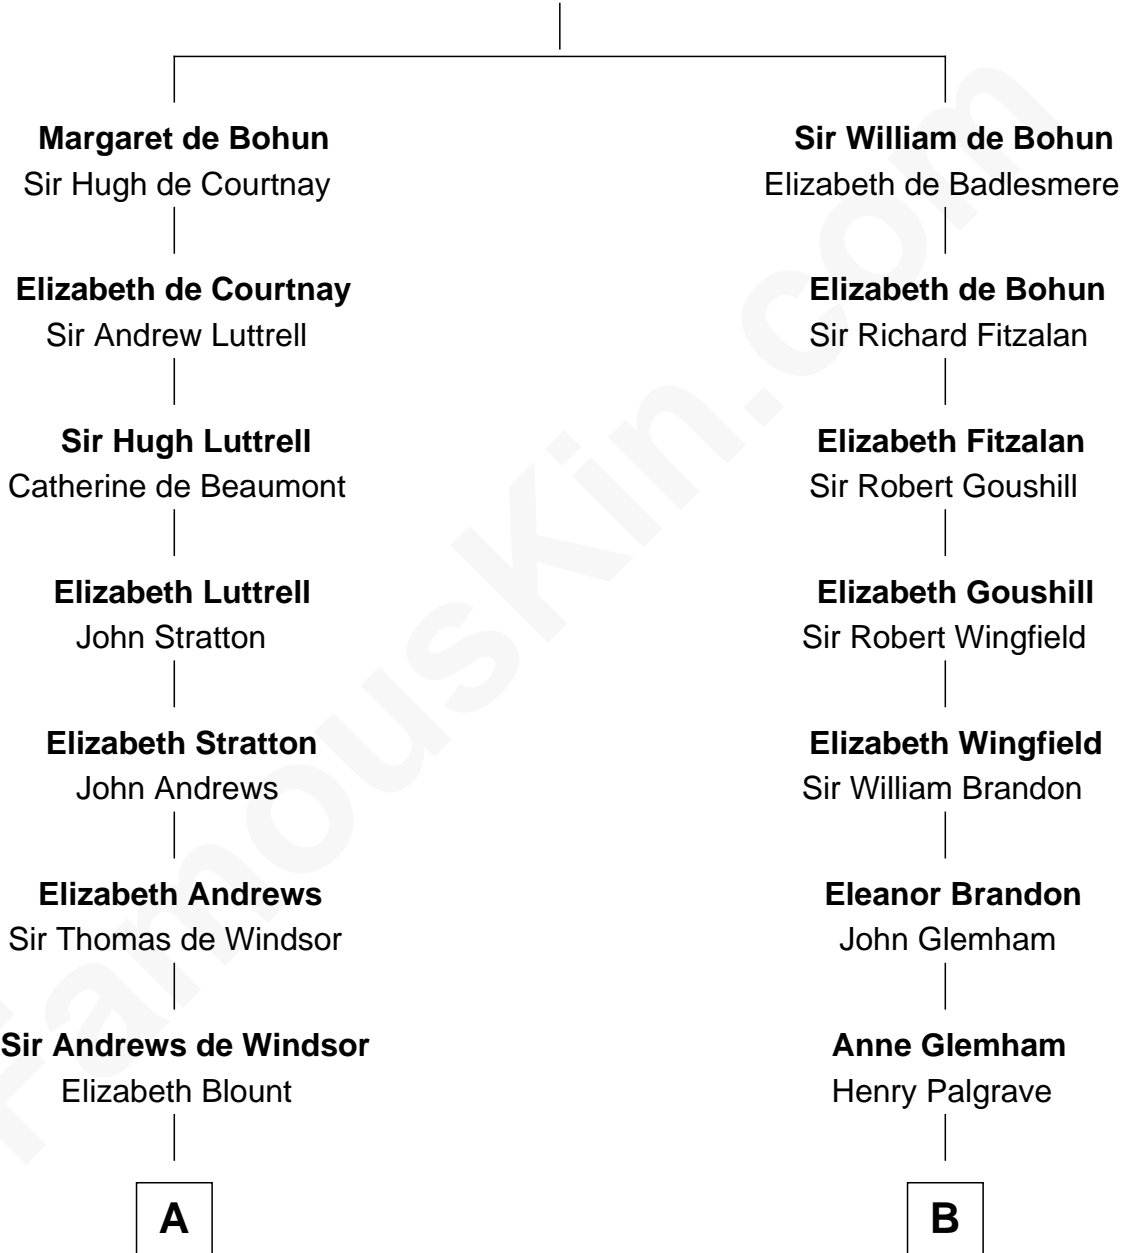 Margaret de Bohun
Sir Hugh de Courtnay
Elizabeth de Courtnay
Sir Andrew Luttrell
Sir Hugh Luttrell
Catherine de Beaumont
Elizabeth Luttrell
John Stratton
Elizabeth Stratton
John Andrews
Elizabeth Andrews
Sir Thomas de Windsor
Sir Andrews de Windsor
Elizabeth Blount
A
Sir William de Bohun
Elizabeth de Badlesmere
Elizabeth de Bohun
Sir Richard Fitzalan
Elizabeth Fitzalan
Sir Robert Goushill
Elizabeth Goushill
Sir Robert Wingfield
Elizabeth Wingfield
Sir William Brandon
Eleanor Brandon
John Glemham
Anne Glemham
Henry Palgrave
B
FamousKin.com